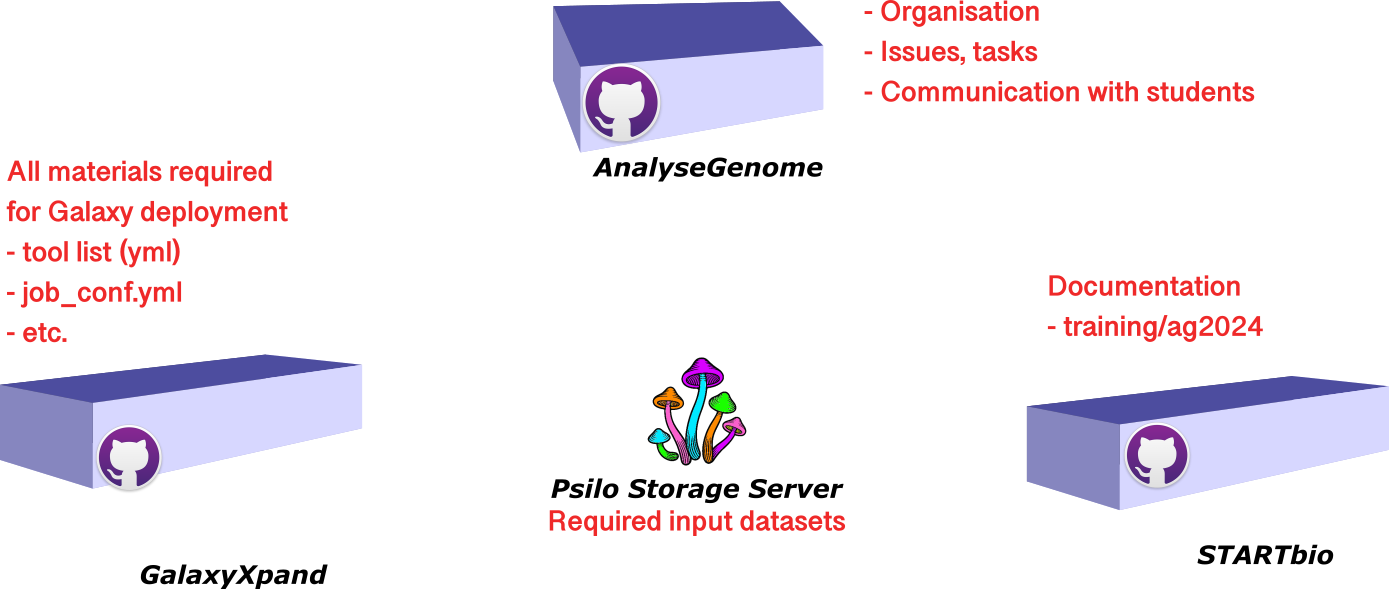 - Organisation
- Issues, tasks
- Communication with students
AnalyseGenome
All materials required
for Galaxy deployment
- tool list (yml)
- job_conf.yml
- etc.
GalaxyXpand
Psilo Storage Server
Required input datasets
Documentation
- training/ag2024
STARTbio